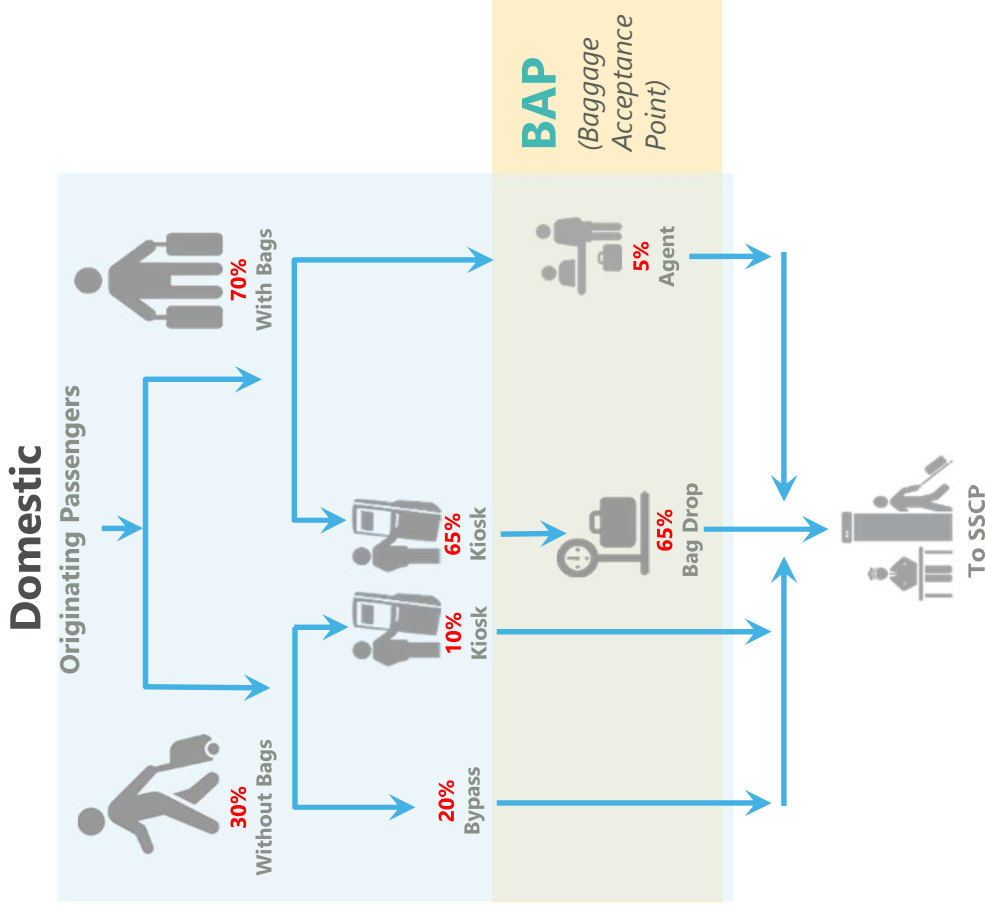 Domestic
Originating Passengers
30%
Without Bags
70%
With Bags
20%
Bypass
10%
Kiosk
65%
Kiosk
BAP
(Baggage
Acceptance
Point)
65%
Bag Drop
5%
Agent
To SSCP